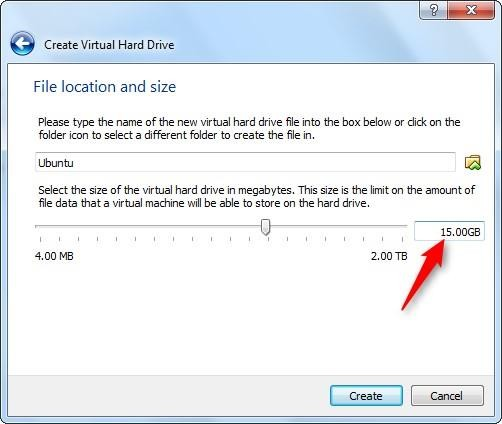 Create Virtual Hard Drive
File location and size
Please type the name of the new virtual hard drive file into the box below or click on the
folder icon to select a different folder to create the file in.
Ubuntu
Select the size of the virtual hard drive in megabytes. This size is the limit on the amount of
file data that a virtual machine will be able to store on the hard drive.
15.00GB
4.00 MB 2.00 TB
Create Cancel